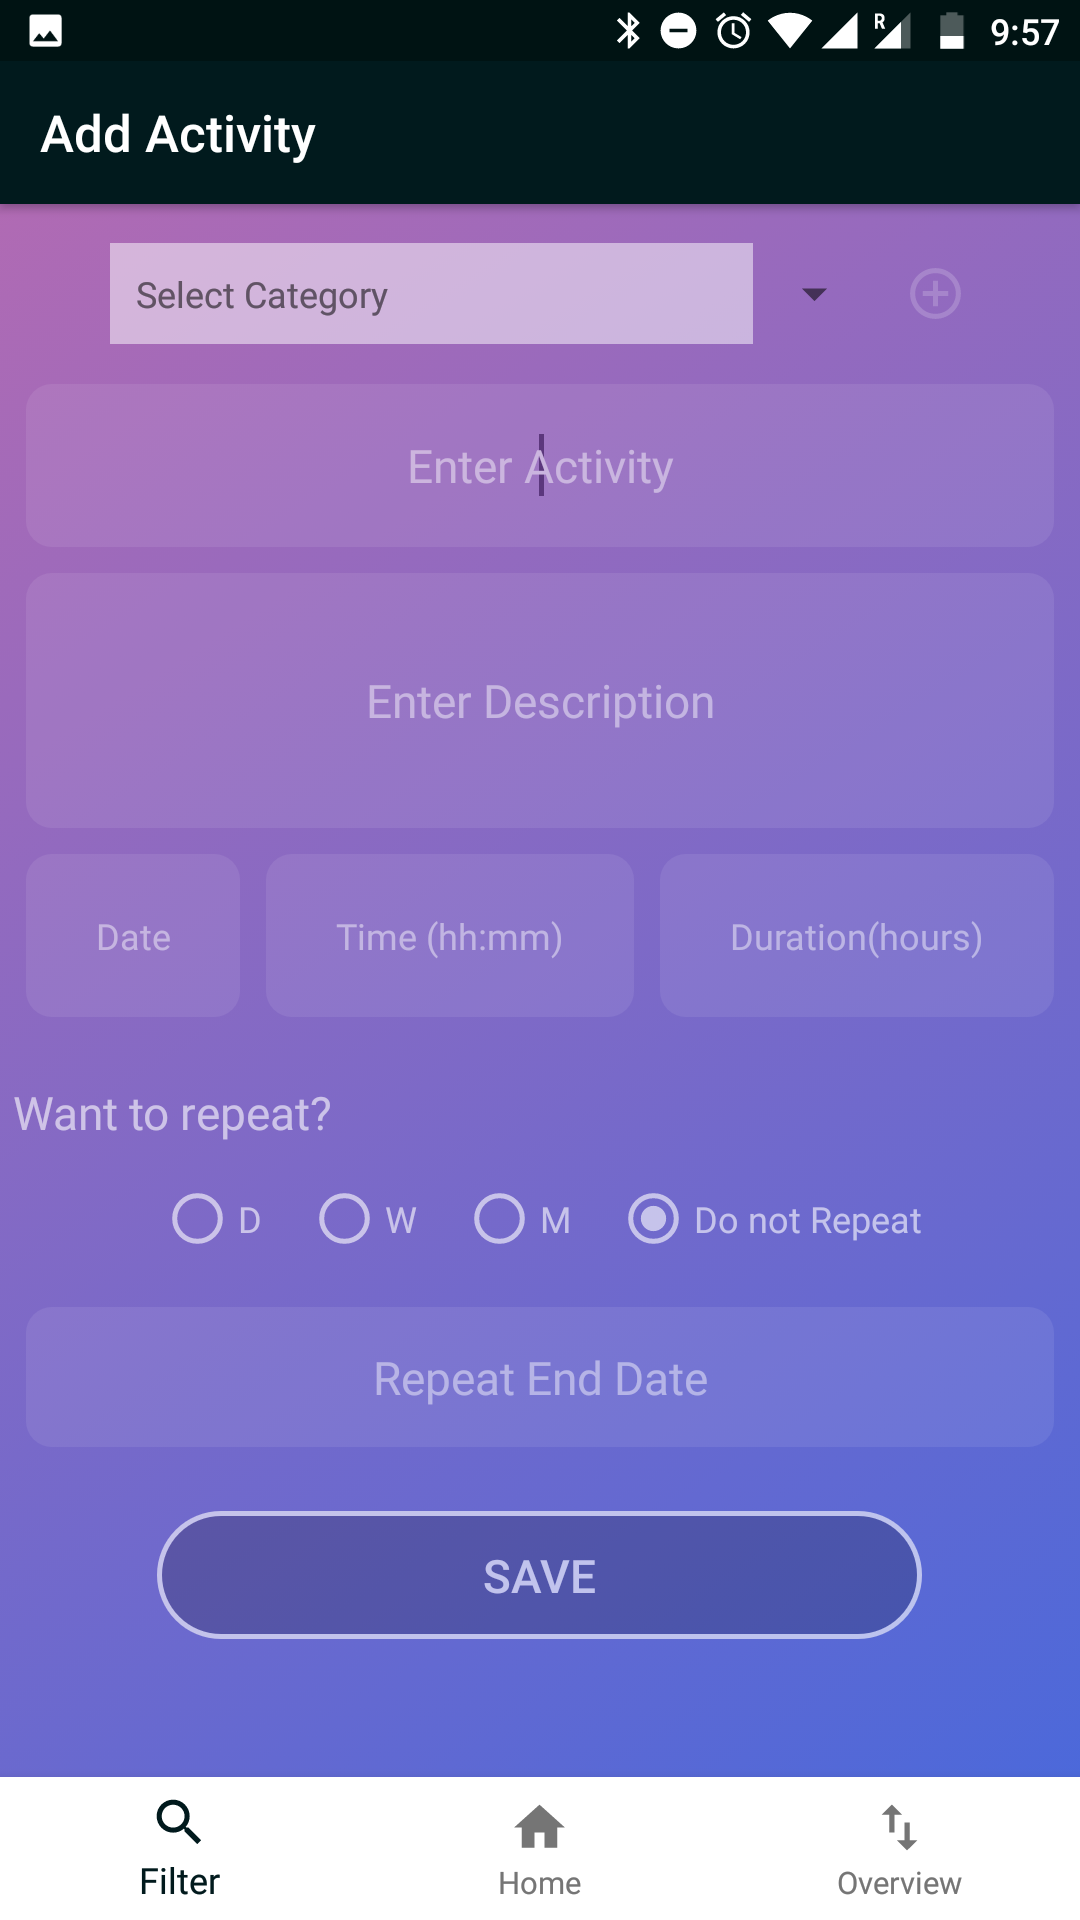 R 9:57
Add Activity
Select Category
Enter Activity
Enter Description
Date Time (hh:mm) Duration(hours)
Want to repeat?
D W M Do not Repeat
Repeat End Date
SAVE
Filter Home Overview